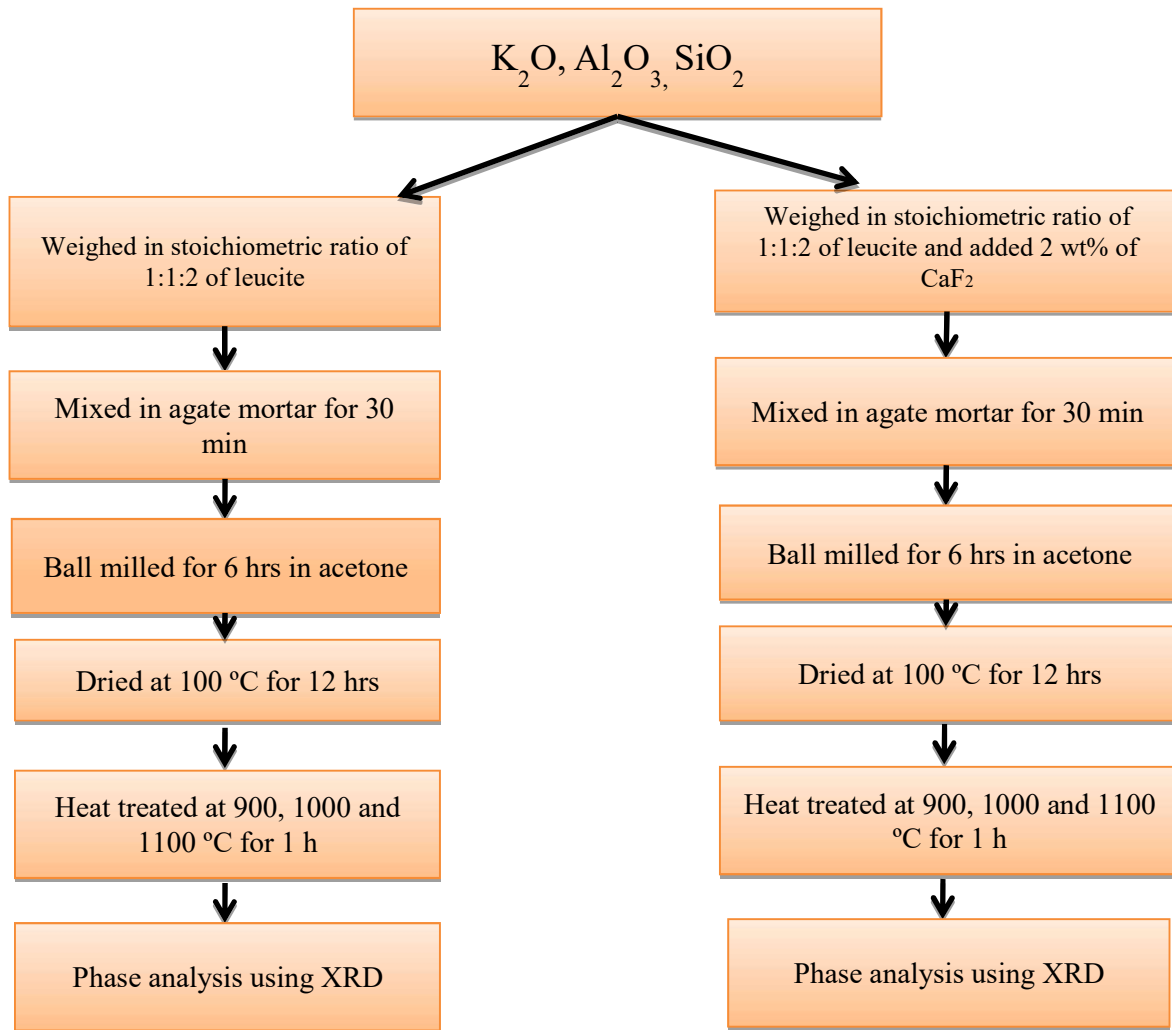 K₂O, Al₂O₃, SiO₂
Weighed in stoichiometric ratio of
1:1:2 of leucite
Mixed in agate mortar for 30
min
Ball milled for 6 hrs in acetone
Dried at 100 ºC for 12 hrs
Heat treated at 900, 1000 and
1100 ºC for 1 h
Phase analysis using XRD
Weighed in stoichiometric ratio of
1:1:2 of leucite and added 2 wt% of
CaF₂
Mixed in agate mortar for 30 min
Ball milled for 6 hrs in acetone
Dried at 100 ºC for 12 hrs
Heat treated at 900, 1000 and 1100
ºC for 1 h
Phase analysis using XRD